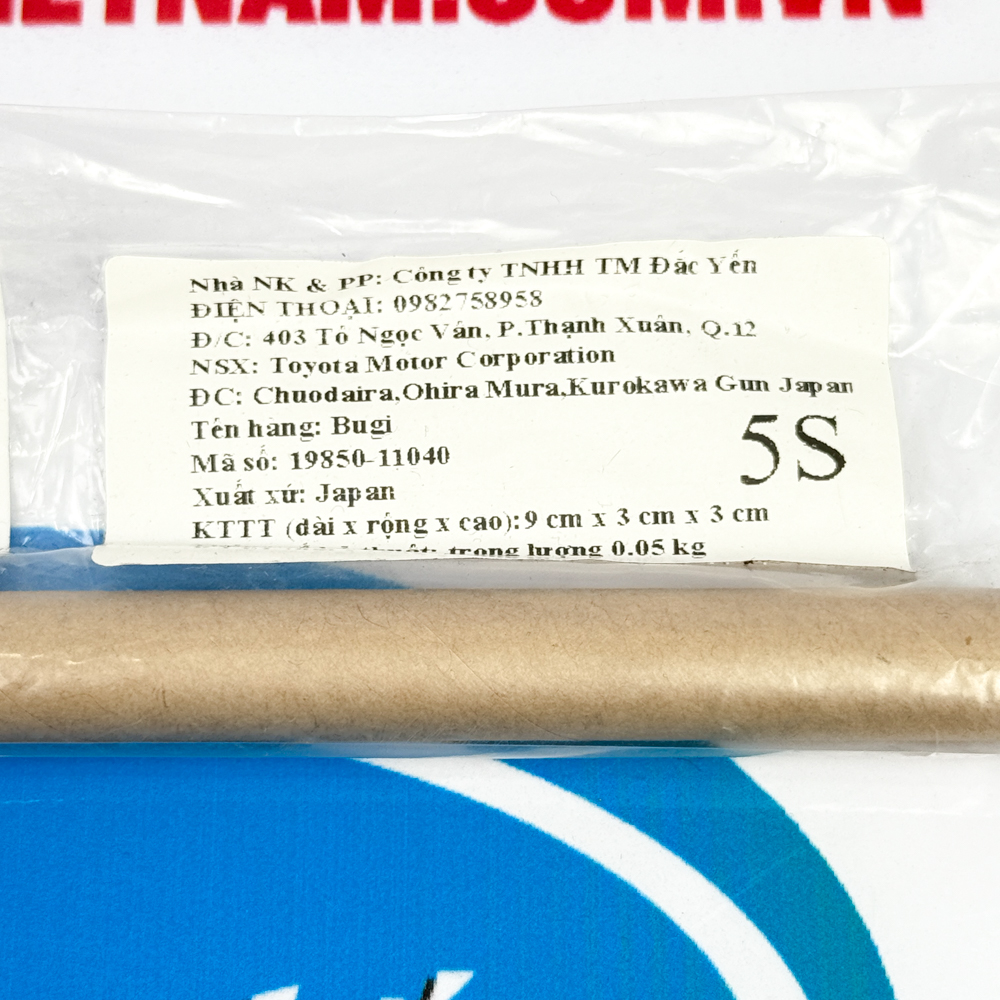 Nhà NK & PP: Công ty TNHH TM Đắc Yến
ĐIỆN THOẠI: 0982758958
Đ/C: 403 Tô Ngọc Vân, P.Thạnh Xuân, Q.12
NSX: Toyota Motor Corporation
ĐC: Chuodaira,Ohira Mura,Kurokawa Gun Japan
Tên hàng: Bugi
Mã số: 19850-11040
5S
Xuất xứ: Japan
KTTT (dài x rộng x cao): 9 cm x 3 cm x 3 cm
trọng lượng 0.05 kg